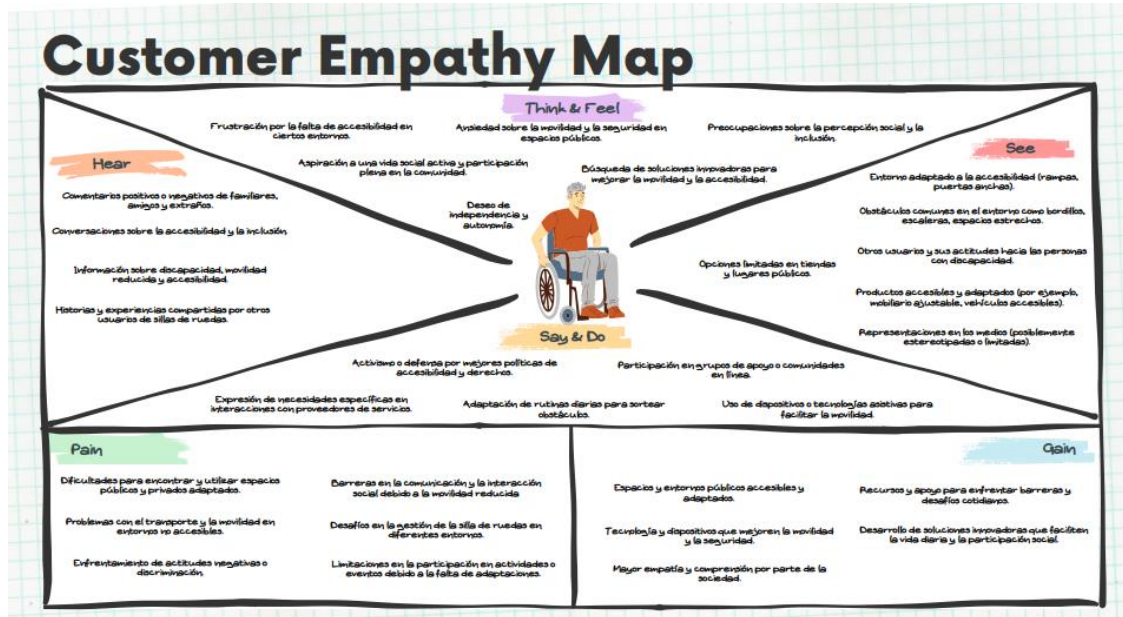 Customer Empathy Map
Think & Feel
Frustración por la falta de accesibilidad en
ciertos entornos.
Ansiedad sobre la movilidad y la seguridad en
espacios públicos.
Preocupaciones sobre la percepción social y la
inclusión.
Aspiración a una vida social activa y participación
plena en la comunidad.
Búsqueda de soluciones innovadoras para
mejorar la movilidad y la accesibilidad.
Deseo de
independencia y
autonomía.
Hear
Comentarios positivos o negativos de familiares,
amigos y extraños.
Conversaciones sobre la accesibilidad y la inclusión.
Información sobre discapacidad, movilidad
reducida y accesibilidad.
Historias y experiencias compartidas por otros
usuarios de sillas de ruedas.
See
Entorno adaptado a la accesibilidad (rampas,
puertas anchas).
Obstáculos comunes en el entorno como bordillos,
escaleras, espacios estrechos.
Otros usuarios y sus actitudes hacia las personas
con discapacidad.
Opciones limitadas en tiendas
y lugares públicos.
Productos accesibles y adaptados (por ejemplo,
mobiliario ajustable, vehículos accesibles).
Representaciones en los medios (posiblemente
estereotipadas o limitadas).
Say & Do
Activismo o defensa por mejores políticas de
accesibilidad y derechos.
Participación en grupos de apoyo o comunidades
en línea.
Expresión de necesidades específicas en
interacciones con proveedores de servicios.
Adaptación de rutinas diarias para sortear
obstáculos.
Uso de dispositivos o tecnologías asistivas para
facilitar la movilidad.
Pain
Dificultades para encontrar y utilizar espacios
públicos y privados adaptados.
Barreras en la comunicación y la interacción
social debido a la movilidad reducida
Problemas con el transporte y la movilidad en
entornos no accesibles.
Desafíos en la gestión de la silla de ruedas en
diferentes entornos.
Enfrentamiento de actitudes negativas o
discriminación.
Limitaciones en la participación en actividades o
eventos debido a la falta de adaptaciones.
Gain
Espacios y entornos públicos accesibles y
adaptados.
Recursos y apoyo para enfrentar barreras y
desafíos cotidianos.
Tecnología y dispositivos que mejoren la movilidad
y la seguridad.
Desarrollo de soluciones innovadoras que faciliten
la vida diaria y la participación social.
Mayor empatía y comprensión por parte de la
sociedad.